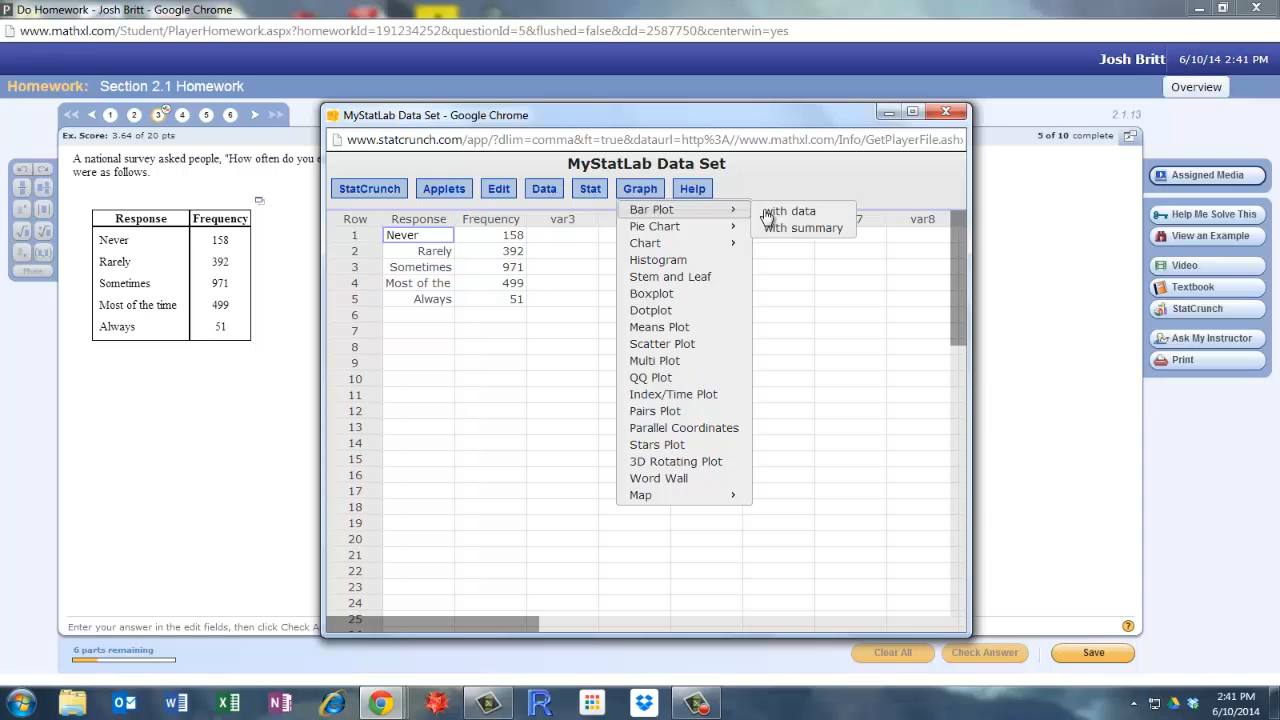 Do Homework - Josh Britt - Google Chrome
www.mathxl.com/Student/PlayerHomework.aspx?homeworkId=191234252&questionId=5&flushed=false&cId=2587750&centerwin=yes
Josh Britt 6/10/14 2:41 PM
Homework: Section 2.1 Homework
Overview
1 2 3 4 5 6
2.1.13
Ex. Score: 3.64 of 20 pts
5 of 10 complete
A national survey asked people, "How often do you e
were as follows.
Response Frequency
Never 158
Rarely 392
Sometimes 971
Most of the time 499
Always 51
More
MyStatLab Data Set - Google Chrome
www.statcrunch.com/app/?dlim=comma&ft=true&dataurl=http%3A//www.mathxl.com/Info/GetPlayerFile.ashx
MyStatLab Data Set
StatCrunch Applets Edit Data Stat Graph Help
Row Response Frequency var3 7 var8
1 Never 158
2 Rarely 392
3 Sometimes 971
4 Most of the 499
5 Always 51
6
7
8
9
10
11
12
13
14
15
16
17
18
19
20
21
22
23
24
25
Bar Plot
Pie Chart
Chart
Histogram
Stem and Leaf
Boxplot
Dotplot
Means Plot
Scatter Plot
Multi Plot
QQ Plot
Index/Time Plot
Pairs Plot
Parallel Coordinates
Stars Plot
3D Rotating Plot
Word Wall
Map
with data
with summary
Assigned Media
Help Me Solve This
View an Example
Video
Textbook
StatCrunch
Ask My Instructor
Print
Enter your answer in the edit fields, then click Check A
6 parts remaining
Clear All
Check Answer
Save
2:41 PM
6/10/2014